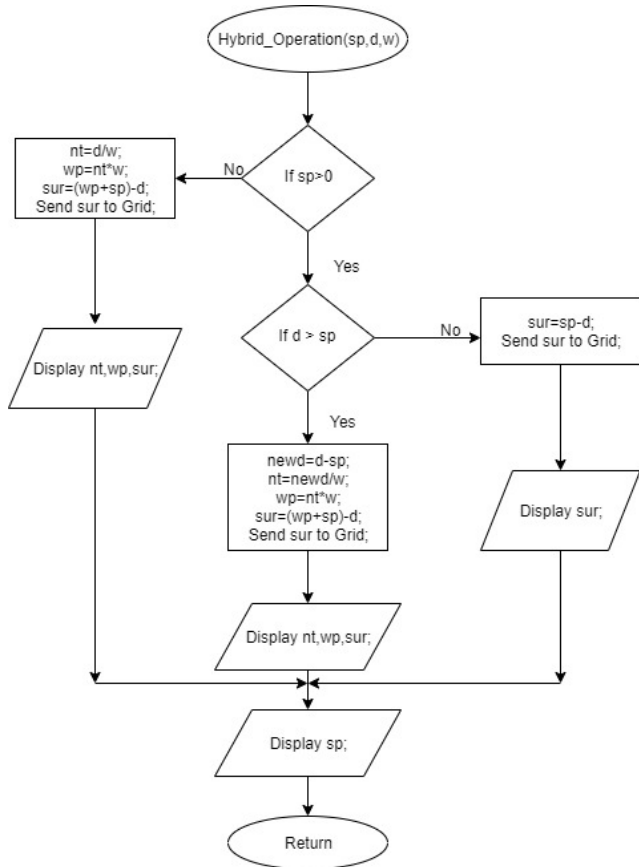 Hybrid_Operation(sp,d,w)
If sp>0
No
nt=d/w;
wp=nt*w;
sur=(wp+sp)-d;
Send sur to Grid;
Display nt,wp,sur;
Yes
If d > sp
No
sur=sp-d;
Send sur to Grid;
Display sur;
Yes
newd=d-sp;
nt=newd/w;
wp=nt*w;
sur=(wp+sp)-d;
Send sur to Grid;
Display nt,wp,sur;
Display sp;
Return